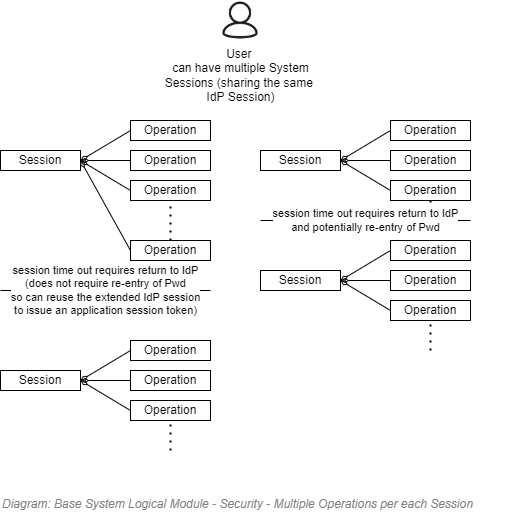 User
can have multiple System
Sessions (sharing the same
IdP Session)
Operation
Session
Operation
Operation
Operation
session time out requires return to IdP
(does not require re-entry of Pwd
so can reuse the extended IdP session
to issue an application session token)
Operation
Session
Operation
Operation
Operation
Session
Operation
Operation
session time out requires return to IdP
and potentially re-entry of Pwd
Operation
Session
Operation
Operation
Diagram: Base System Logical Module - Security - Multiple Operations per each Session